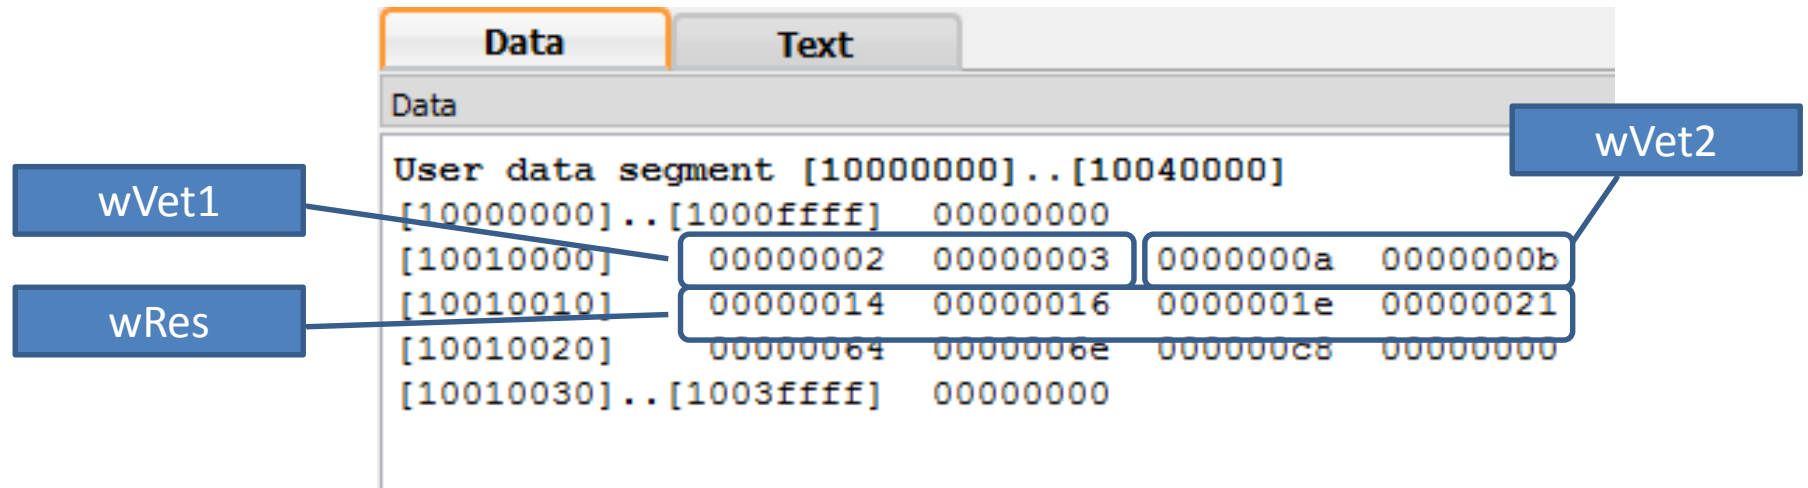 Data Text
Data
wVet2
User data segment [10000000]..[10040000]
wVet1
[10000000]..[1000ffff] 00000000
[10010000] 00000002 00000003 0000000a 0000000b
[10010010] 00000014 00000016 0000001e 00000021
wRes
[10010020] 00000064 0000006e 000000c8 00000000
[10010030]..[1003ffff] 00000000